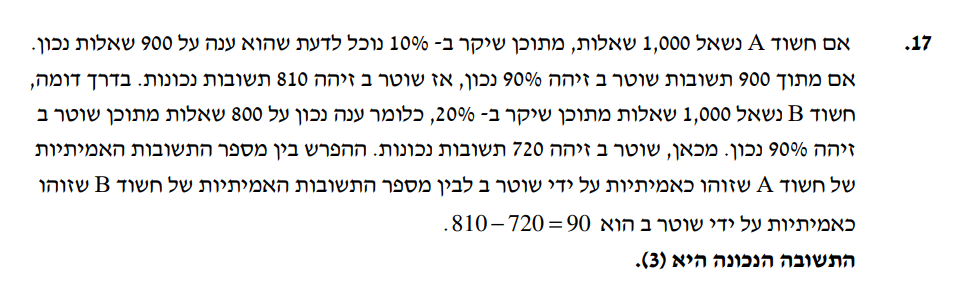 17. אם חשוד A נשאל 1,000 שאלות, מתוכן שיקר ב- 10% נוכל לדעת שהוא ענה על 900 שאלות נכון.
אם מתוך 900 תשובות שוטר ב זיהה 90% נכון, אז שוטר ב זיהה 810 תשובות נכונות. בדרך דומה,
חשוד B נשאל 1,000 שאלות מתוכן שיקר ב- 20%, כלומר ענה נכון על 800 שאלות מתוכן שוטר ב
זיהה 90% נכון. מכאן, שוטר ב זיהה 720 תשובות נכונות. ההפרש בין מספר התשובות האמיתיות
של חשוד A שזוהו כאמיתיות על ידי שוטר ב לבין מספר התשובות האמיתיות של חשוד B שזוהו
כאמיתיות על ידי שוטר ב הוא 810 − 720 = 90.
התשובה הנכונה היא (3).